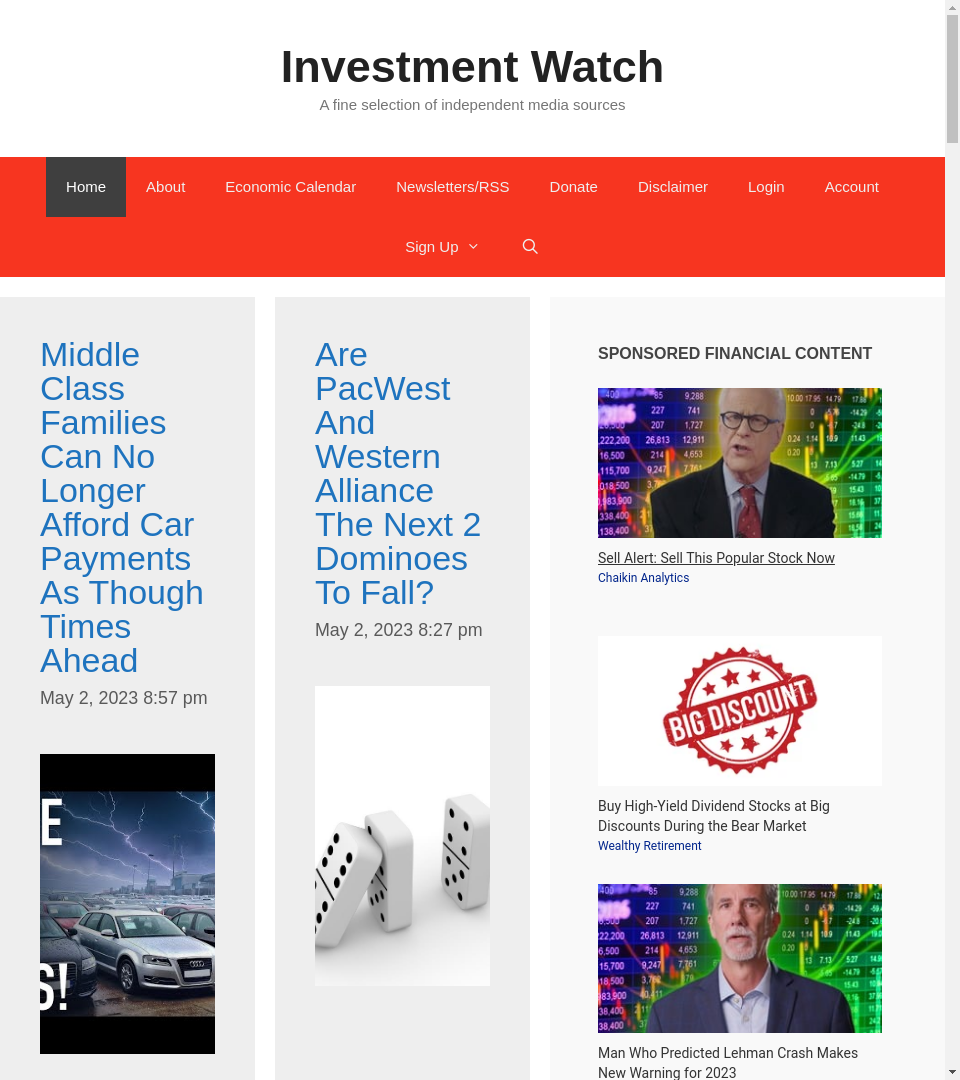 Investment Watch
A fine selection of independent media sources
Home
About
Economic Calendar
Newsletters/RSS
Donate
Disclaimer
Login
Account
Sign Up
Middle
Class
Families
Can No
Longer
Afford Car
Payments
As Though
Times
Ahead
May 2, 2023 8:57 pm
Are
PacWest
And
Western
Alliance
The Next 2
Dominoes
To Fall?
May 2, 2023 8:27 pm
SPONSORED FINANCIAL CONTENT
Sell Alert: Sell This Popular Stock Now
Chaikin Analytics
BIG DISCOUNT
Buy High-Yield Dividend Stocks at Big
Discounts During the Bear Market
Wealthy Retirement
Man Who Predicted Lehman Crash Makes
New Warning for 2023